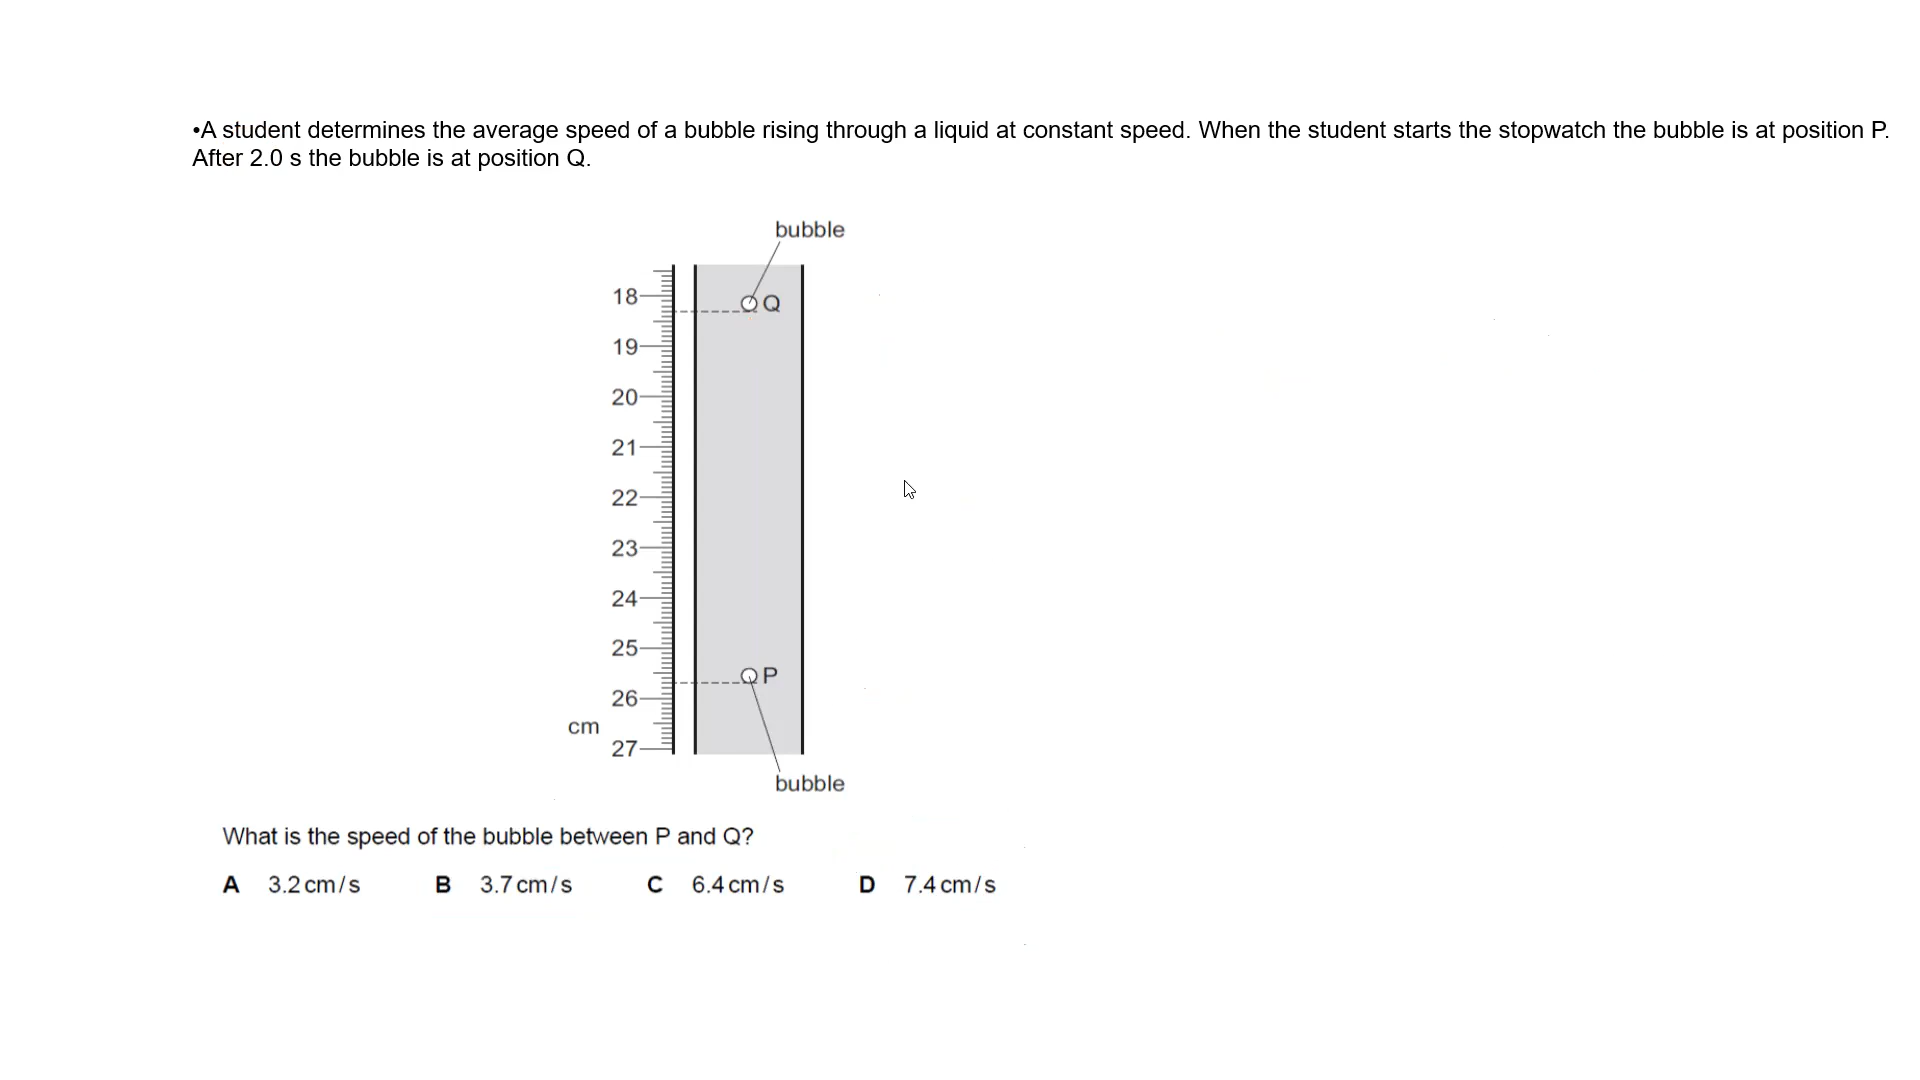 •A student determines the average speed of a bubble rising through a liquid at constant speed. When the student starts the stopwatch the bubble is at position P.
After 2.0 s the bubble is at position Q.
bubble
18
Q
19
20
21
22
23
24
25
P
26
cm
27
bubble
What is the speed of the bubble between P and Q?
A 3.2 cm/s B 3.7 cm/s C 6.4 cm/s D 7.4 cm/s